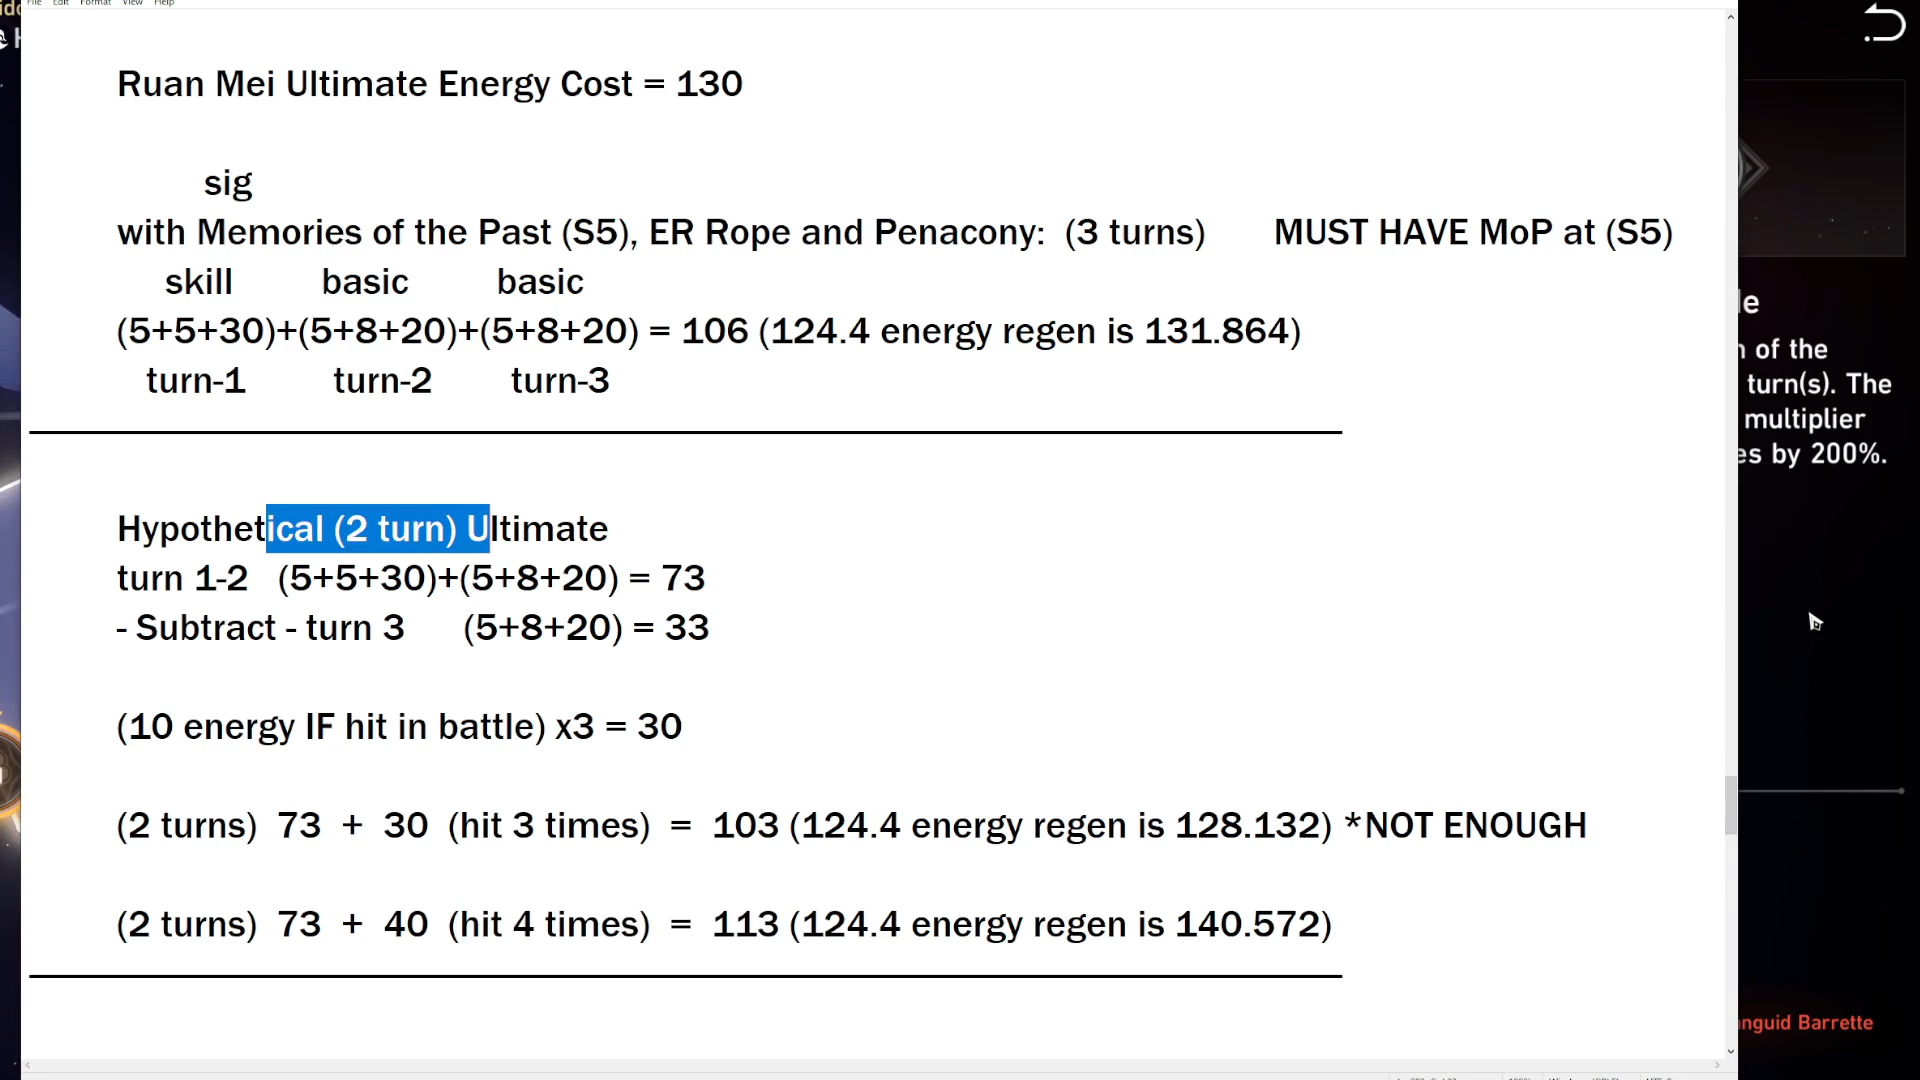 File Edit Format View Help
Ruan Mei Ultimate Energy Cost = 130
sig
with Memories of the Past (S5), ER Rope and Penacony: (3 turns) MUST HAVE MoP at (S5)
skill basic basic
(5+5+30)+(5+8+20)+(5+8+20) = 106 (124.4 energy regen is 131.864)
turn-1 turn-2 turn-3
Hypothetical (2 turn) Ultimate
turn 1-2 (5+5+30)+(5+8+20) = 73
- Subtract - turn 3 (5+8+20) = 33
(10 energy IF hit in battle) x3 = 30
(2 turns) 73 + 30 (hit 3 times) = 103 (124.4 energy regen is 128.132) *NOT ENOUGH
(2 turns) 73 + 40 (hit 4 times) = 113 (124.4 energy regen is 140.572)
of the
turn(s). The
multiplier
by 200%.
Barrette